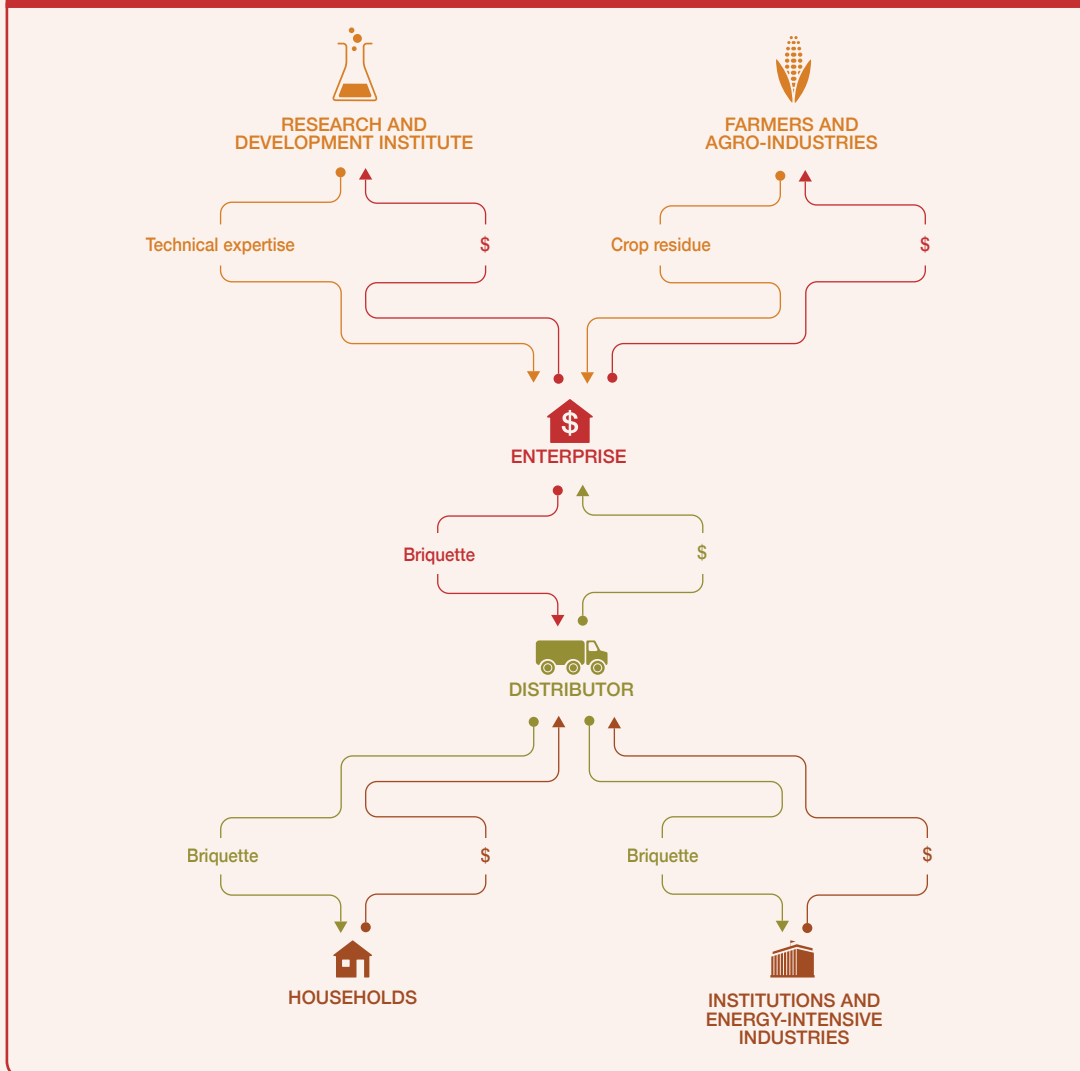 RESEARCH AND
DEVELOPMENT INSTITUTE
FARMERS AND
AGRO-INDUSTRIES
Technical expertise
$
Crop residue
$
$
ENTERPRISE
Briquette
$
DISTRIBUTOR
Briquette
$
Briquette
$
HOUSEHOLDS
INSTITUTIONS AND
ENERGY-INTENSIVE
INDUSTRIES